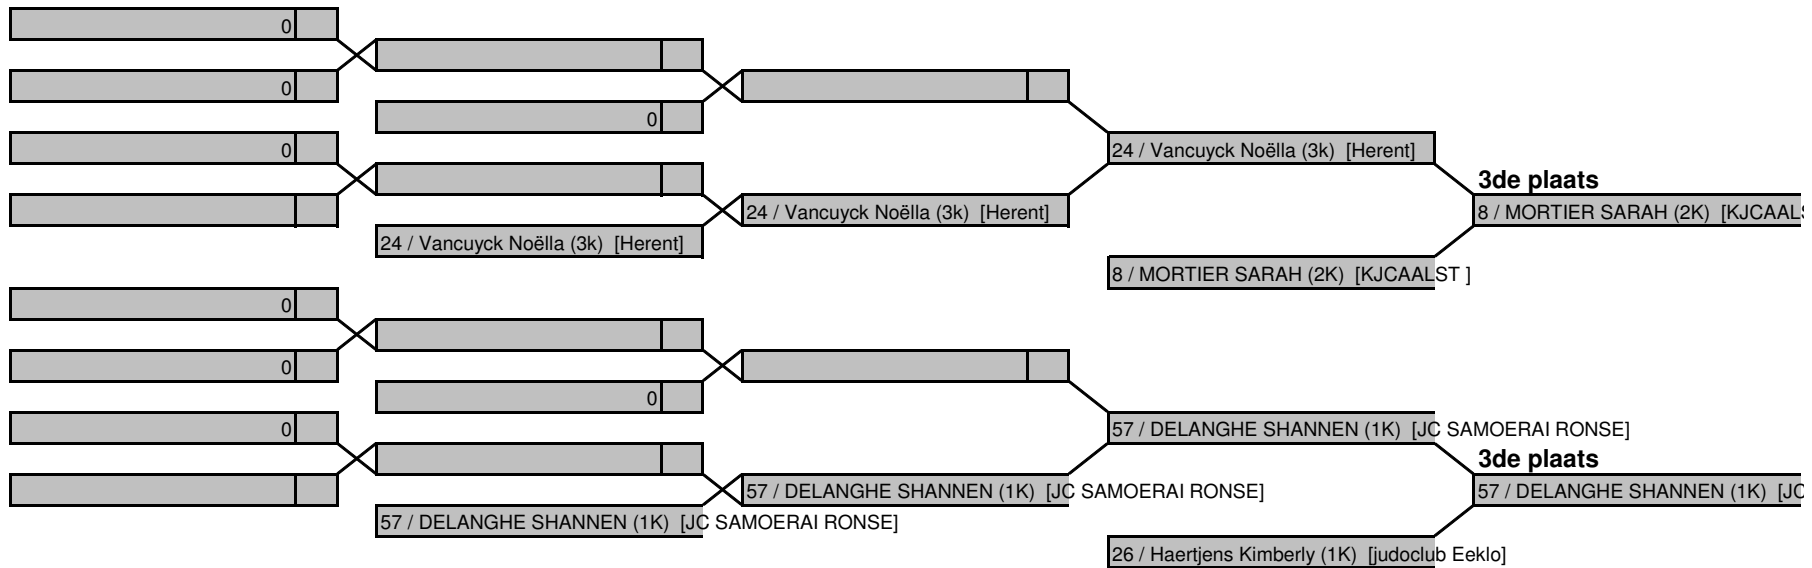 0
0
0
0
24 / Vancuyck Noëlla (3k) [Herent]
3de plaats
24 / Vancuyck Noëlla (3k) [Herent]
8 / MORTIER SARAH (2K) [KJCAALS
24 / Vancuyck Noëlla (3k) [Herent]
8 / MORTIER SARAH (2K) [KJCAALST ]
0
0
0
0
57 / DELANGHE SHANNEN (1K) [JC SAMOERAI RONSE]
3de plaats
57 / DELANGHE SHANNEN (1K) [JC SAMOERAI RONSE]
57 / DELANGHE SHANNEN (1K) [JC
57 / DELANGHE SHANNEN (1K) [JC SAMOERAI RONSE]
26 / Haertjens Kimberly (1K) [judoclub Eeklo]